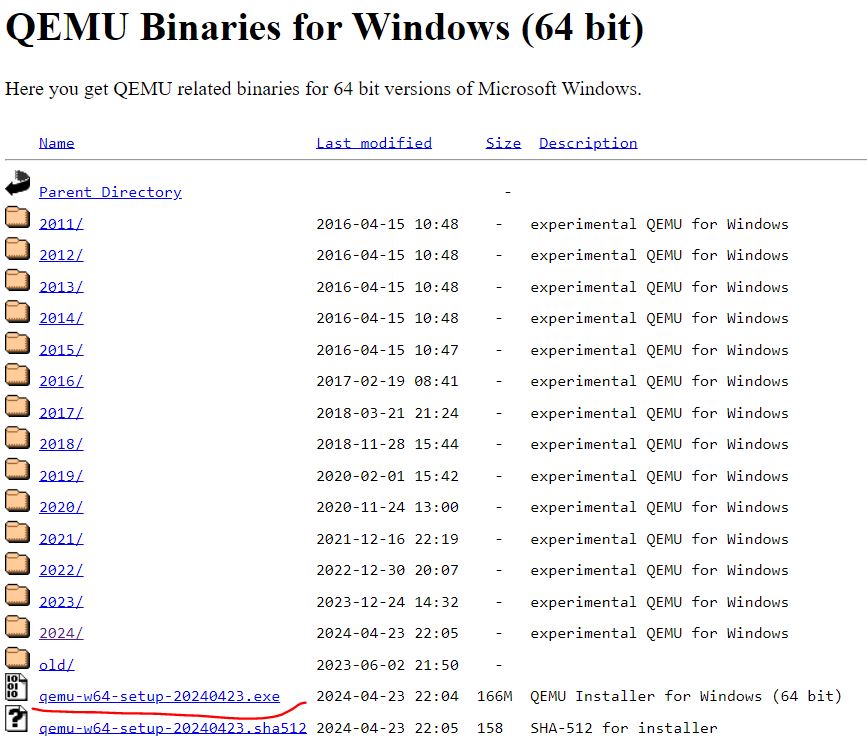 QEMU Binaries for Windows (64 bit)
Here you get QEMU related binaries for 64 bit versions of Microsoft Windows.
Name Last modified Size Description
Parent Directory -
2011/ 2016-04-15 10:48 - experimental QEMU for Windows
2012/ 2016-04-15 10:48 - experimental QEMU for Windows
2013/ 2016-04-15 10:48 - experimental QEMU for Windows
2014/ 2016-04-15 10:48 - experimental QEMU for Windows
2015/ 2016-04-15 10:47 - experimental QEMU for Windows
2016/ 2017-02-19 08:41 - experimental QEMU for Windows
2017/ 2018-03-21 21:24 - experimental QEMU for Windows
2018/ 2018-11-28 15:44 - experimental QEMU for Windows
2019/ 2020-02-01 15:42 - experimental QEMU for Windows
2020/ 2020-11-24 13:00 - experimental QEMU for Windows
2021/ 2021-12-16 22:19 - experimental QEMU for Windows
2022/ 2022-12-30 20:07 - experimental QEMU for Windows
2023/ 2023-12-24 14:32 - experimental QEMU for Windows
2024/ 2024-04-23 22:05 - experimental QEMU for Windows
old/ 2023-06-02 21:50 -
qemu-w64-setup-20240423.exe 2024-04-23 22:04 166M QEMU Installer for Windows (64 bit)
qemu-w64-setup-20240423.sha512 2024-04-23 22:05 158 SHA-512 for installer